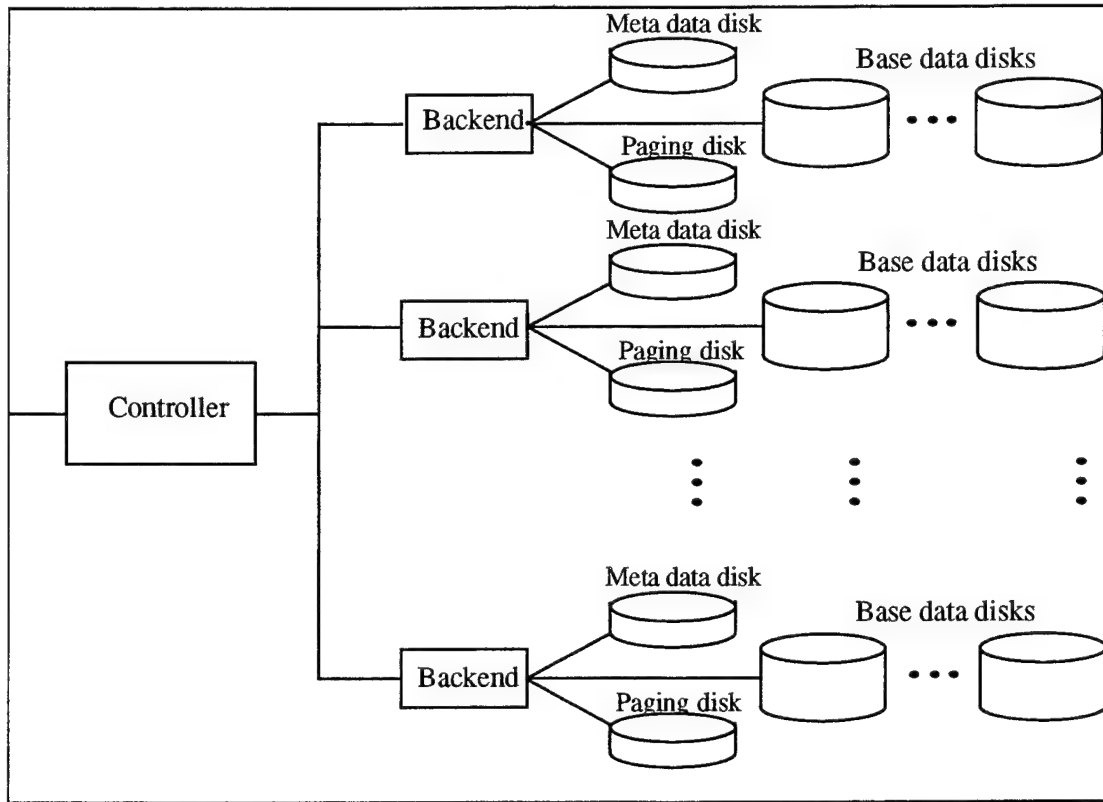 Meta data disk
Base data disks
Backend
Paging disk
Meta data disk
Base data disks
Backend
Paging disk
Controller
Meta data disk
Base data disks
Backend
Paging disk